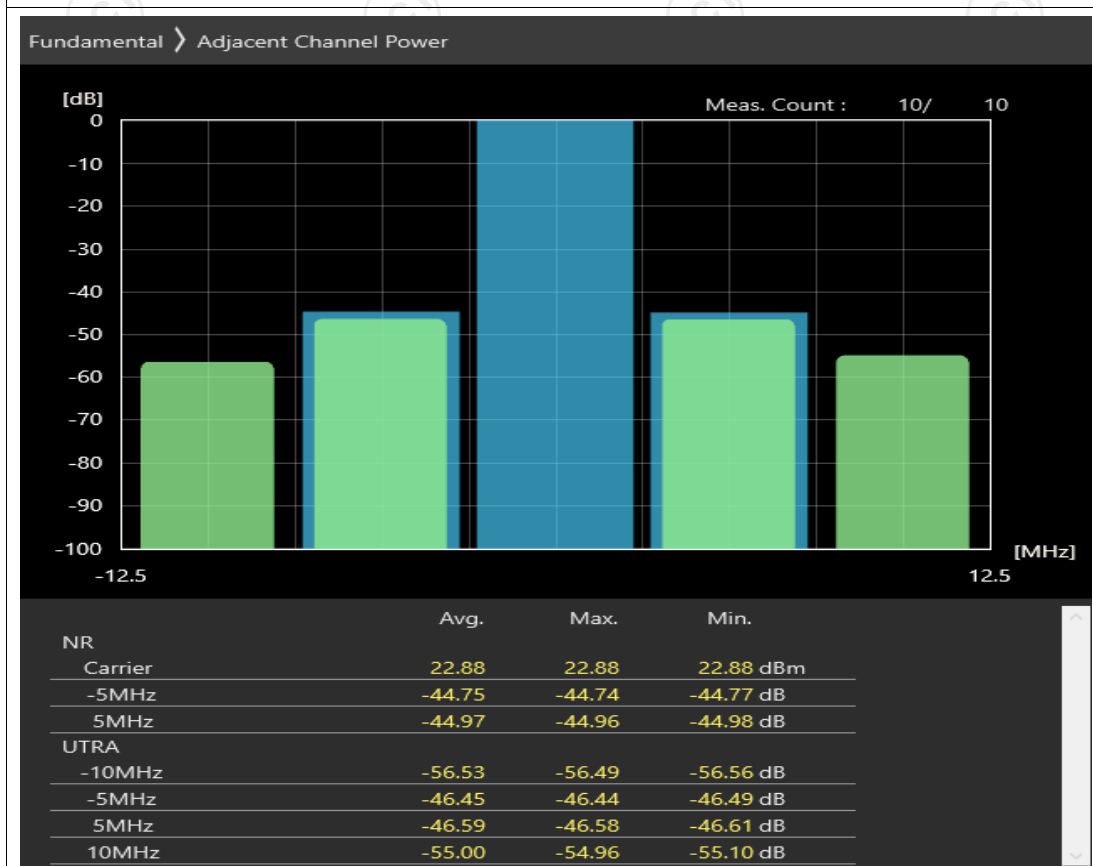 Fundamental 〉 Adjacent Channel Power
[dB]
Meas. Count : 10/ 10
0
-10
-20
-30
-40
-50
-60
-70
-80
-90
-100
[MHz]
-12.5 12.5
Avg. Max. Min.
NR
Carrier 22.88 22.88 22.88 dBm
-5MHz -44.75 -44.74 -44.77 dB
5MHz -44.97 -44.96 -44.98 dB
UTRA
-10MHz -56.53 -56.49 -56.56 dB
-5MHz -46.45 -46.44 -46.49 dB
5MHz -46.59 -46.58 -46.61 dB
10MHz -55.00 -54.96 -55.10 dB